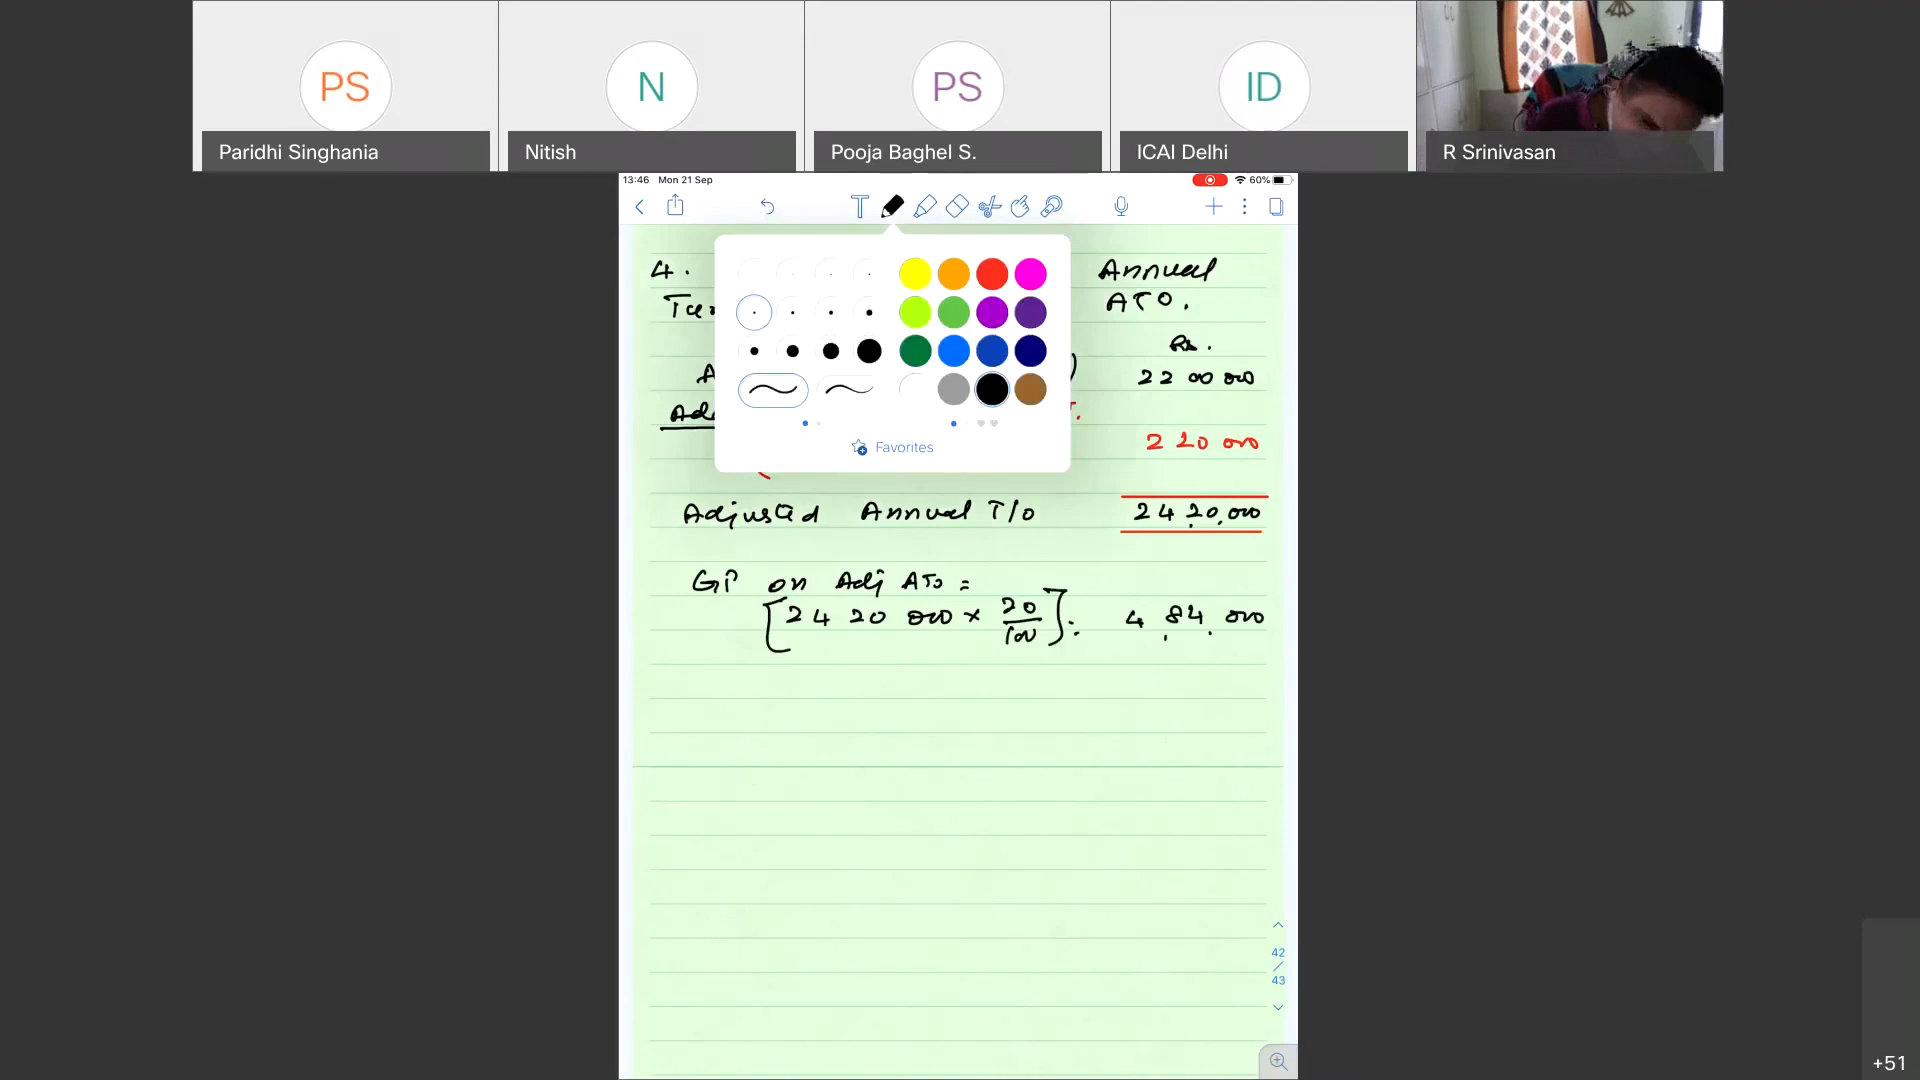 PS
N
PS
ID
Paridhi Singhania
Nitish
Pooja Baghel S.
ICAI Delhi
R Srinivasan
13:46 Mon 21 Sep
60%
T
4. Annual
ATO.
Rs.
22 00 000
2 20 000
Favorites
Adjusted Annual T/O 24,20,000
GP on Adj ATO =
[24 20 000 × 20/100] : 4,84,000
42
/
43
+51